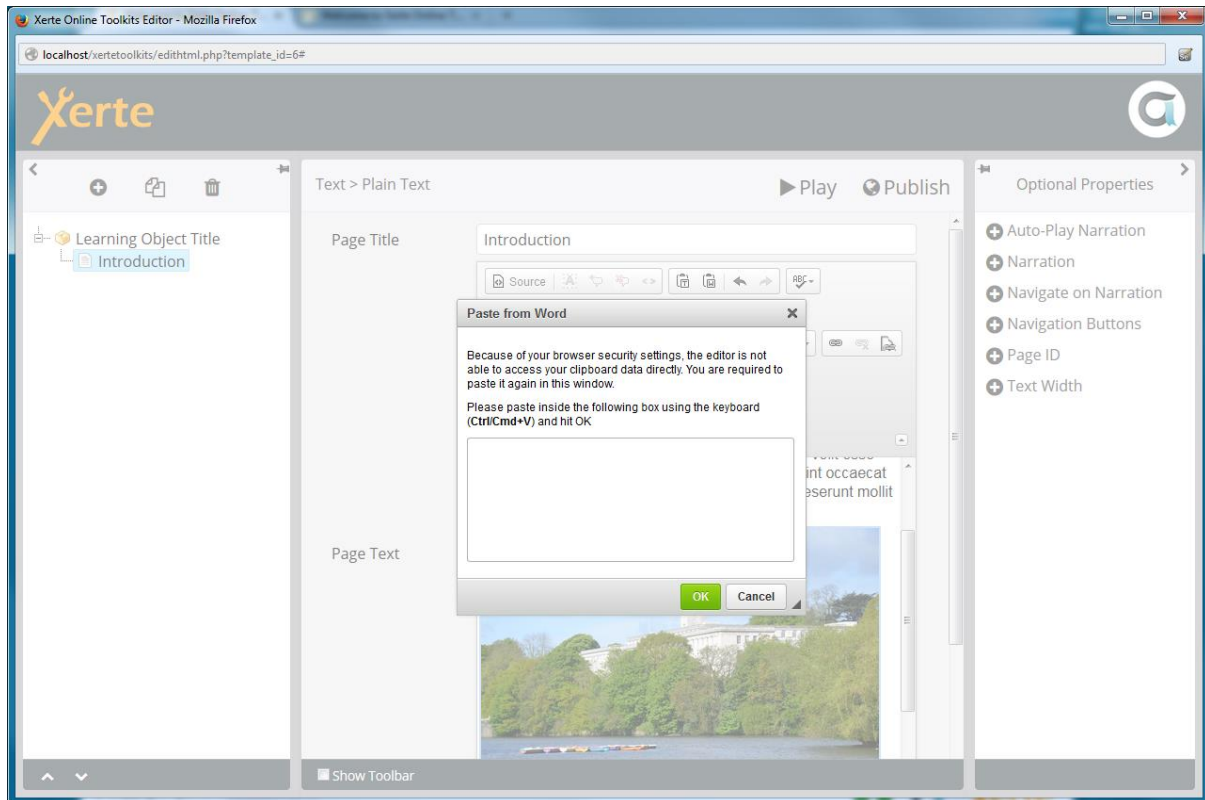 Xerte Online Toolkits Editor - Mozilla Firefox
localhost/xertetoolkits/edithtml.php?template_id=6#
Xerte
Text > Plain Text
Play
Publish
Optional Properties
Learning Object Title
Introduction
Page Title
Introduction
Source
ABC
Auto-Play Narration
Narration
Navigate on Narration
Navigation Buttons
Page ID
Text Width
Paste from Word
Because of your browser security settings, the editor is not
able to access your clipboard data directly. You are required to
paste it again in this window.
Please paste inside the following box using the keyboard
(Ctrl/Cmd+V) and hit OK
occaecat
mollit
Page Text
OK
Cancel
Show Toolbar